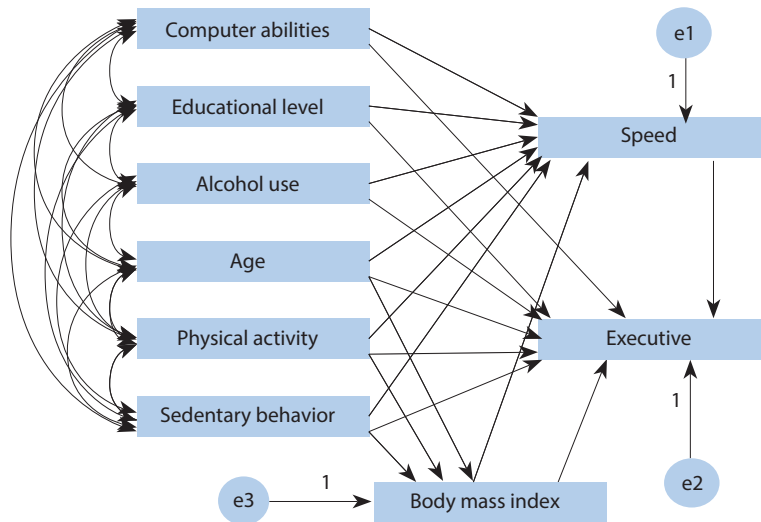 Computer abilities
e1
1
Educational level
Speed
Alcohol use
Age
Physical activity
Executive
Sedentary behavior
1
1
e3
Body mass index
e2